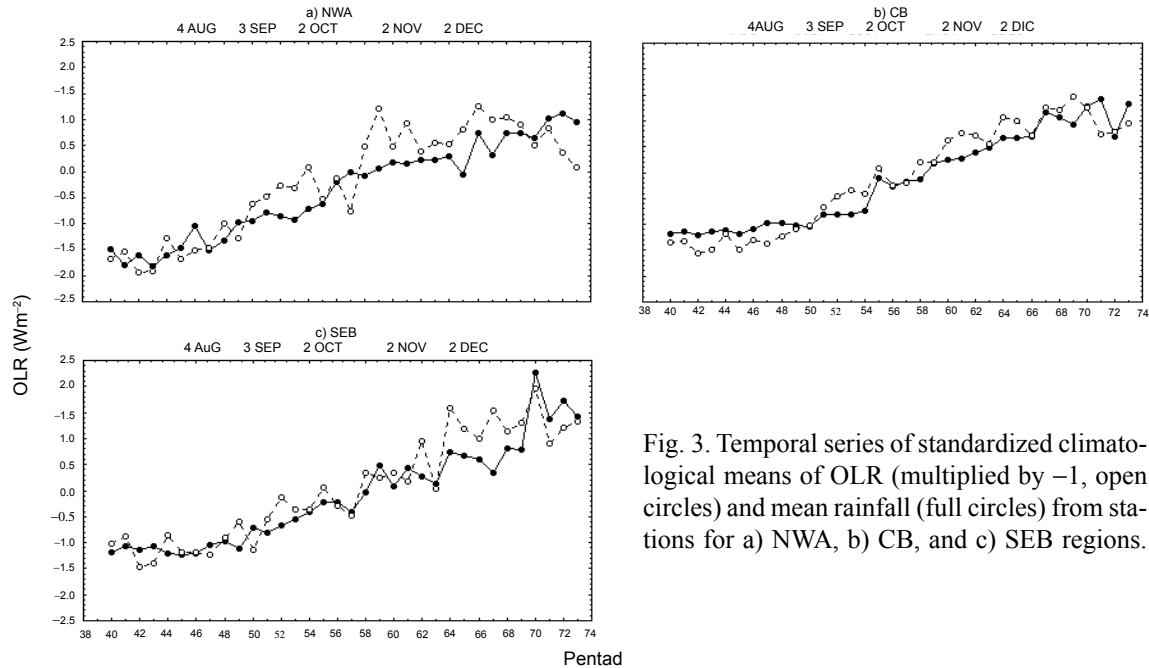 a) NWA
4 AUG 3 SEP 2 OCT 2 NOV 2 DEC
2.5
2.0
–1.5
1.0
0.5
0.0
–0.5
–1.0
–1.5
–2.0
–2.5
b) CB
4AUG 3 SEP 2 OCT 2 NOV 2 DIC
38 40 42 44 46 48 50 52 54 56 58 60 62 64 66 68 70 72 74
OLR (Wm–2)
c) SEB
4 AuG 3 SEP 2 OCT 2 NOV 2 DEC
2.5
2.0
–1.5
1.0
0.5
0.0
–0.5
–1.0
–1.5
–2.0
–2.5
38 40 42 44 46 48 50 52 54 56 58 60 62 64 66 68 70 72 74
Pentad
Fig. 3. Temporal series of standardized climato-
logical means of OLR (multiplied by –1, open
circles) and mean rainfall (full circles) from sta-
tions for a) NWA, b) CB, and c) SEB regions.